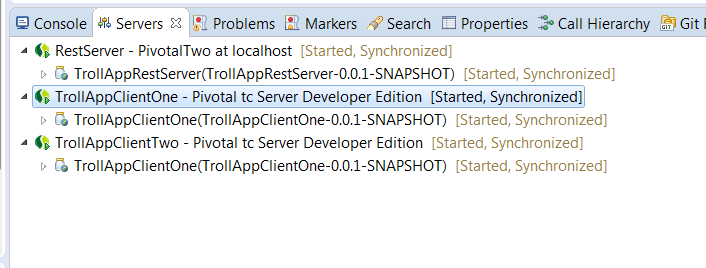 Console Servers Problems Markers Search Properties Call Hierarchy Git
RestServer - PivotalTwo at localhost [Started, Synchronized]
TrollAppRestServer(TrollAppRestServer-0.0.1-SNAPSHOT) [Started, Synchronized]
TrollAppClientOne - Pivotal tc Server Developer Edition [Started, Synchronized]
TrollAppClientOne(TrollAppClientOne-0.0.1-SNAPSHOT) [Started, Synchronized]
TrollAppClientTwo - Pivotal tc Server Developer Edition [Started, Synchronized]
TrollAppClientOne(TrollAppClientOne-0.0.1-SNAPSHOT) [Started, Synchronized]